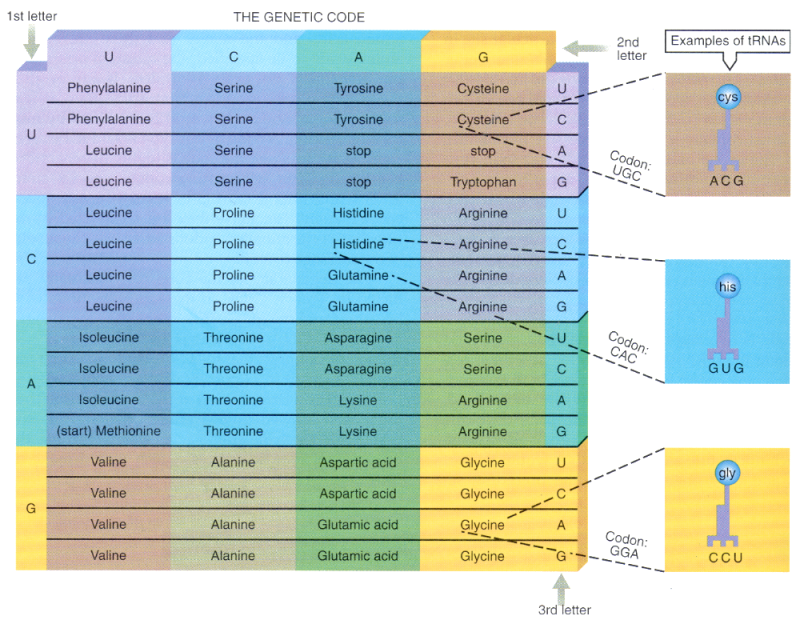 1st letter
THE GENETIC CODE
2nd
letter
Examples of tRNAs
U C A G
Phenylalanine Serine Tyrosine Cysteine U
Phenylalanine Serine Tyrosine Cysteine C
U
Leucine Serine stop stop A
Leucine Serine stop Tryptophan G
Leucine Proline Histidine Arginine U
Leucine Proline Histidine Arginine C
C
Leucine Proline Glutamine Arginine A
Leucine Proline Glutamine Arginine G
Isoleucine Threonine Asparagine Serine U
Isoleucine Threonine Asparagine Serine C
A
Isoleucine Threonine Lysine Arginine A
(start) Methionine Threonine Lysine Arginine G
Valine Alanine Aspartic acid Glycine U
Valine Alanine Aspartic acid Glycine C
G
Valine Alanine Glutamic acid Glycine A
Valine Alanine Glutamic acid Glycine G
3rd letter
Codon:
UGC
cys
ACG
Codon:
CAC
his
GUG
Codon:
GGA
gly
CCU